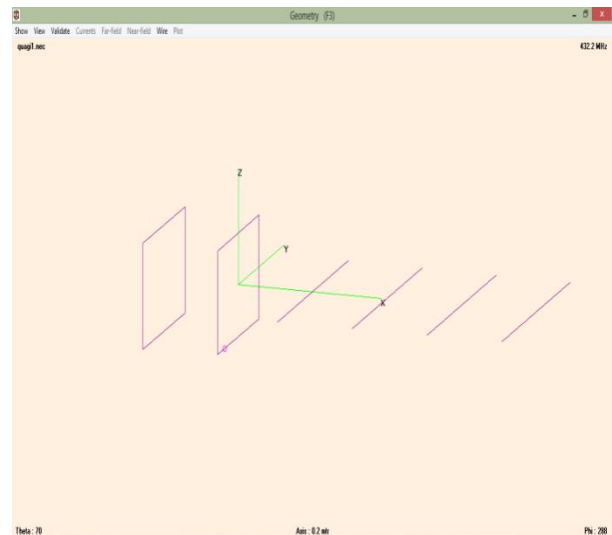 Geometry (F3)
Show View Validate Currents Far-field Near-field Wire Plot
quagi1.nec 432.2 MHz
Z
Y
X
Theta : 70 Axis : 0.2 mtr Phi : 288